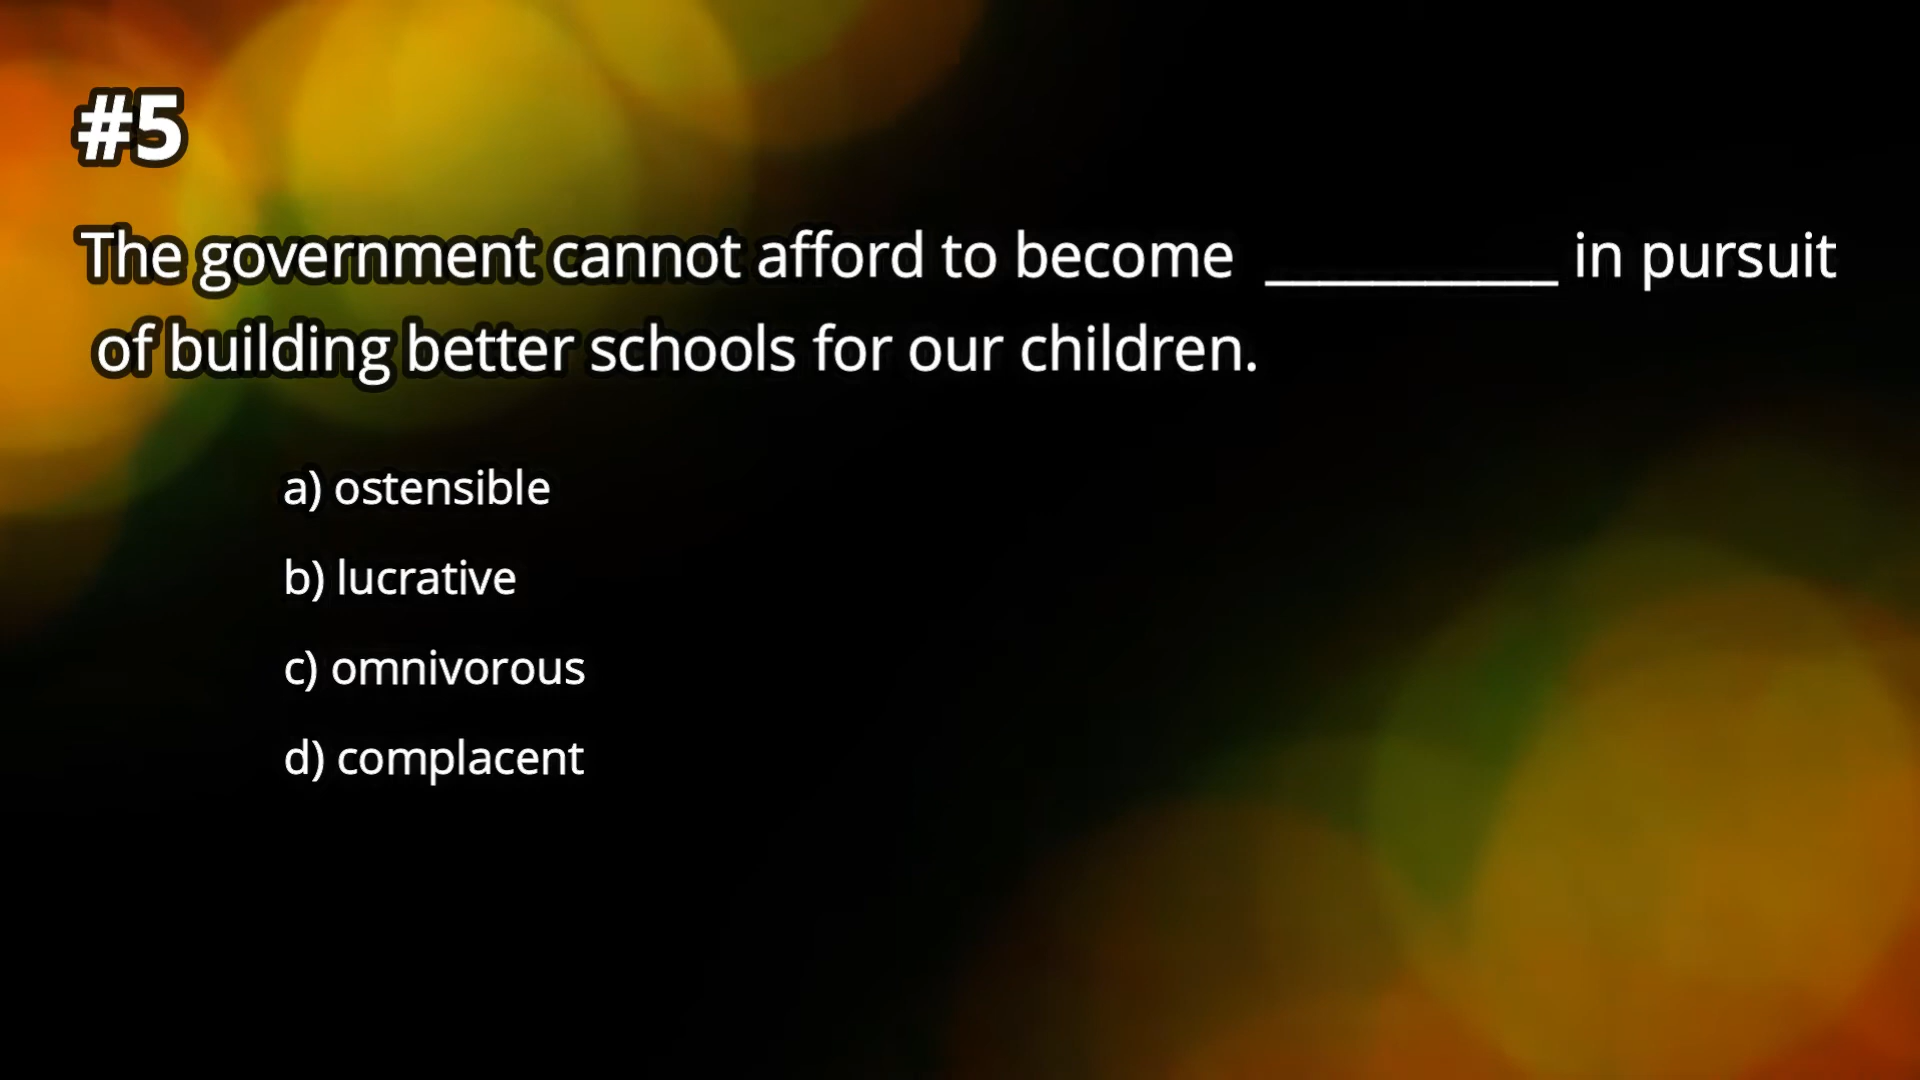 #5
The government cannot afford to become ___________ in pursuit
of building better schools for our children.
a) ostensible
b) lucrative
c) omnivorous
d) complacent